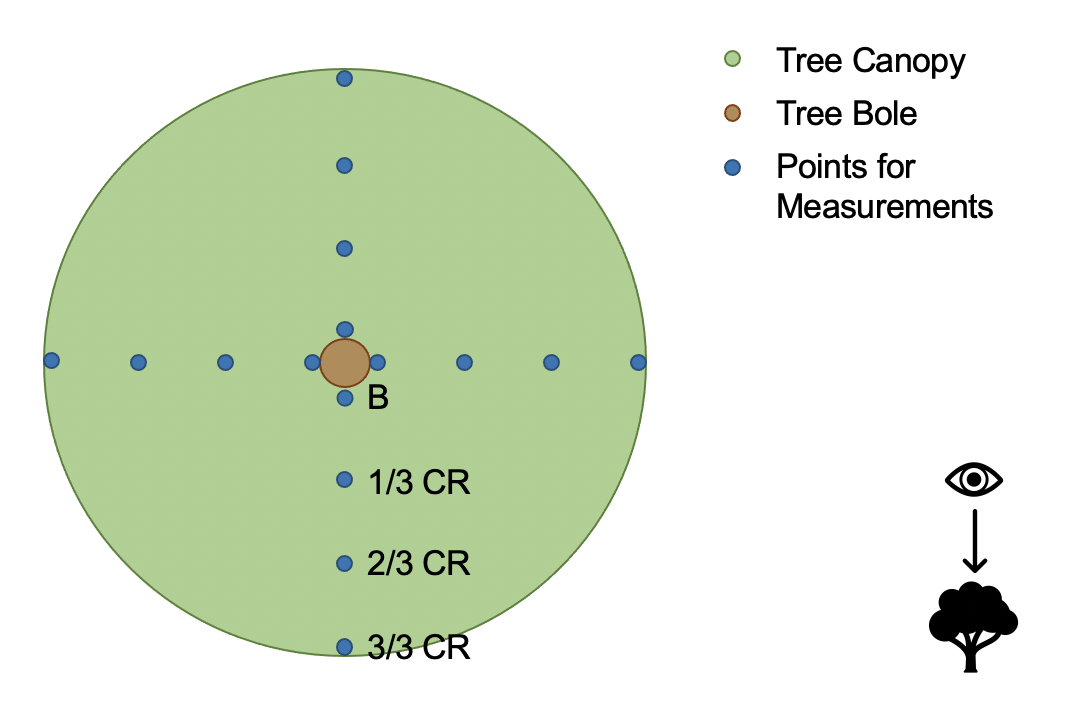 Tree Canopy
Tree Bole
Points for
Measurements
B
1/3 CR
2/3 CR
3/3 CR